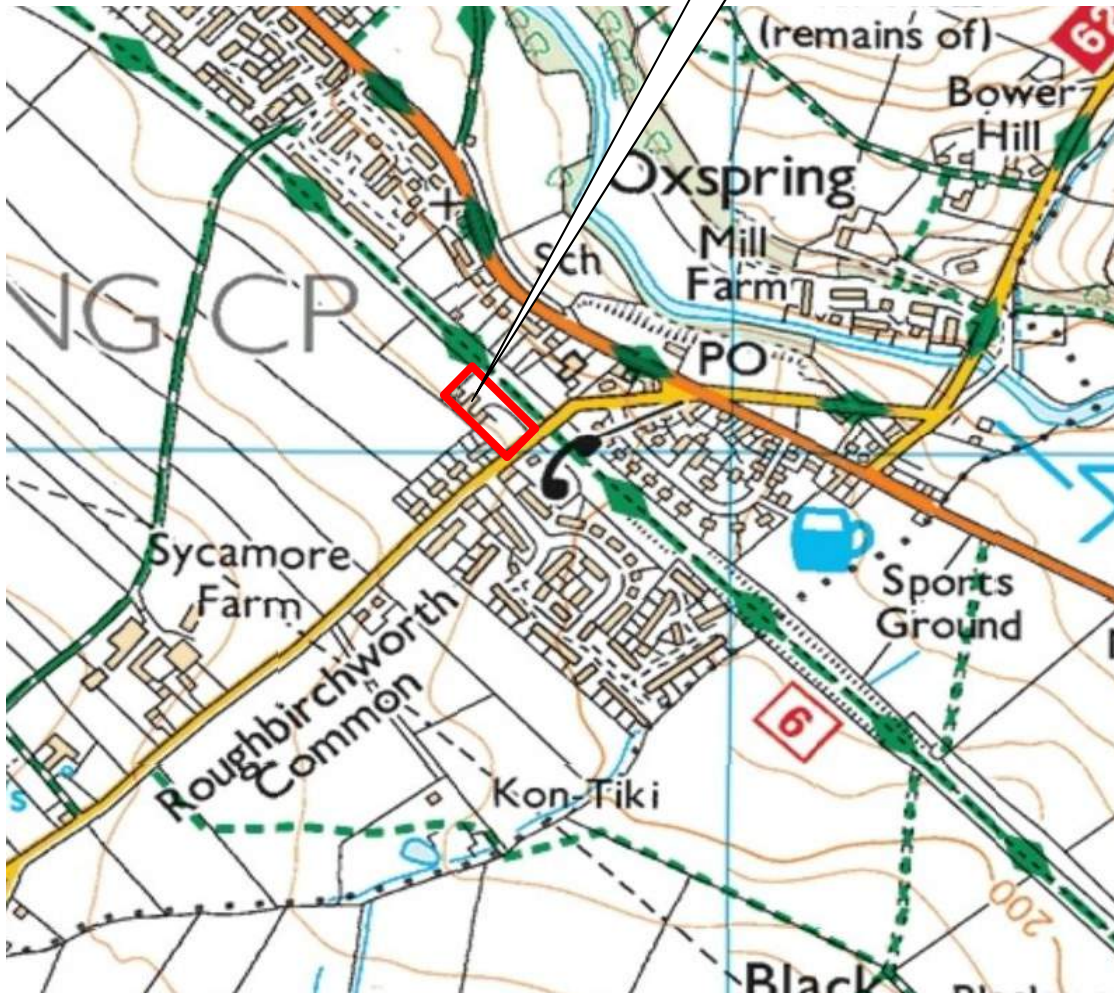 (remains of)
Bower
Hill
Oxspring
Mill
Farm
Sch
NG CP
PO
Sycamore
Farm
Sports
Ground
Roughbirchworth
Common
6
Kon-Tiki
s
200
Black